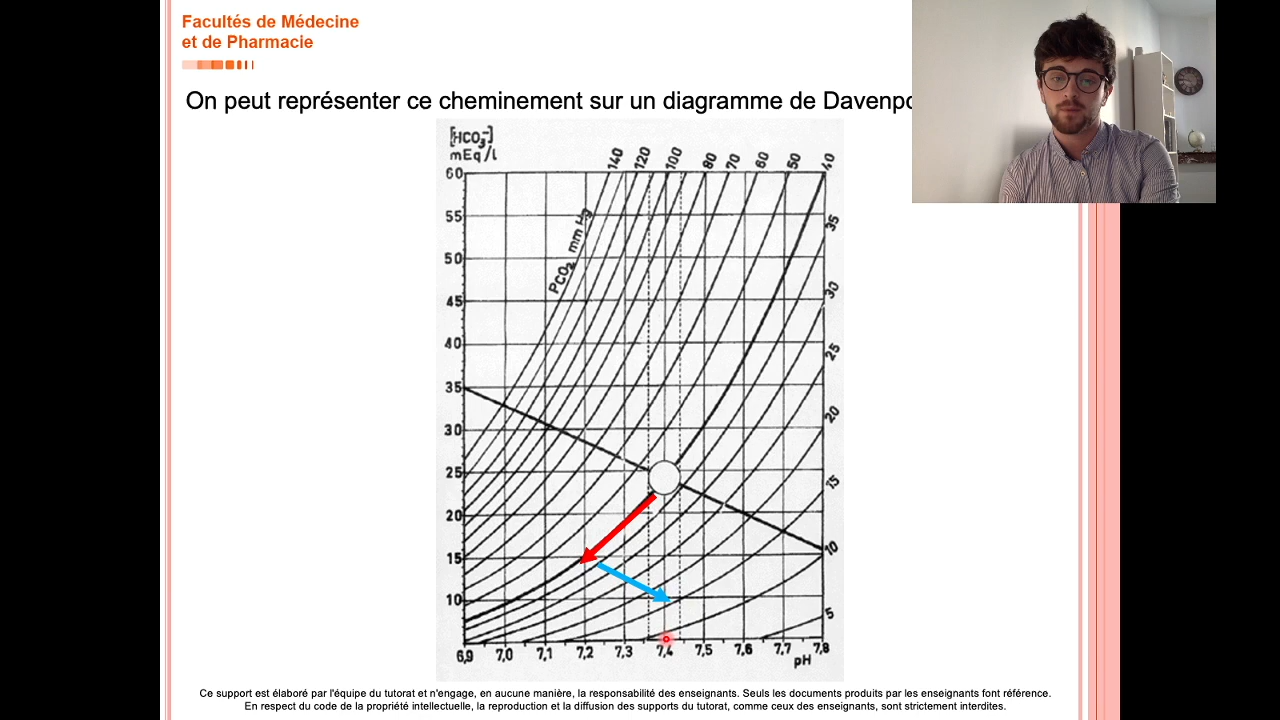 Facultés de Médecine
et de Pharmacie
On peut représenter ce cheminement sur un diagramme de
[HCO3-]
mEq/l
140 120 100 80 70 60 50 40
60
55
50
45
40
35
30
25
20
15
10
PCO2 mm Hg
35
30
25
20
15
10
5
6,9 7,0 7,1 7,2 7,3 7,4 7,5 7,6 7,7 7,8
pH
Ce support est élaboré par l'équipe du tutorat et n'engage, en aucune manière, la responsabilité des enseignants. Seuls les documents produits par les enseignants font référence.
En respect du code de la propriété intellectuelle, la reproduction et la diffusion des supports du tutorat, comme ceux des enseignants, sont strictement interdites.